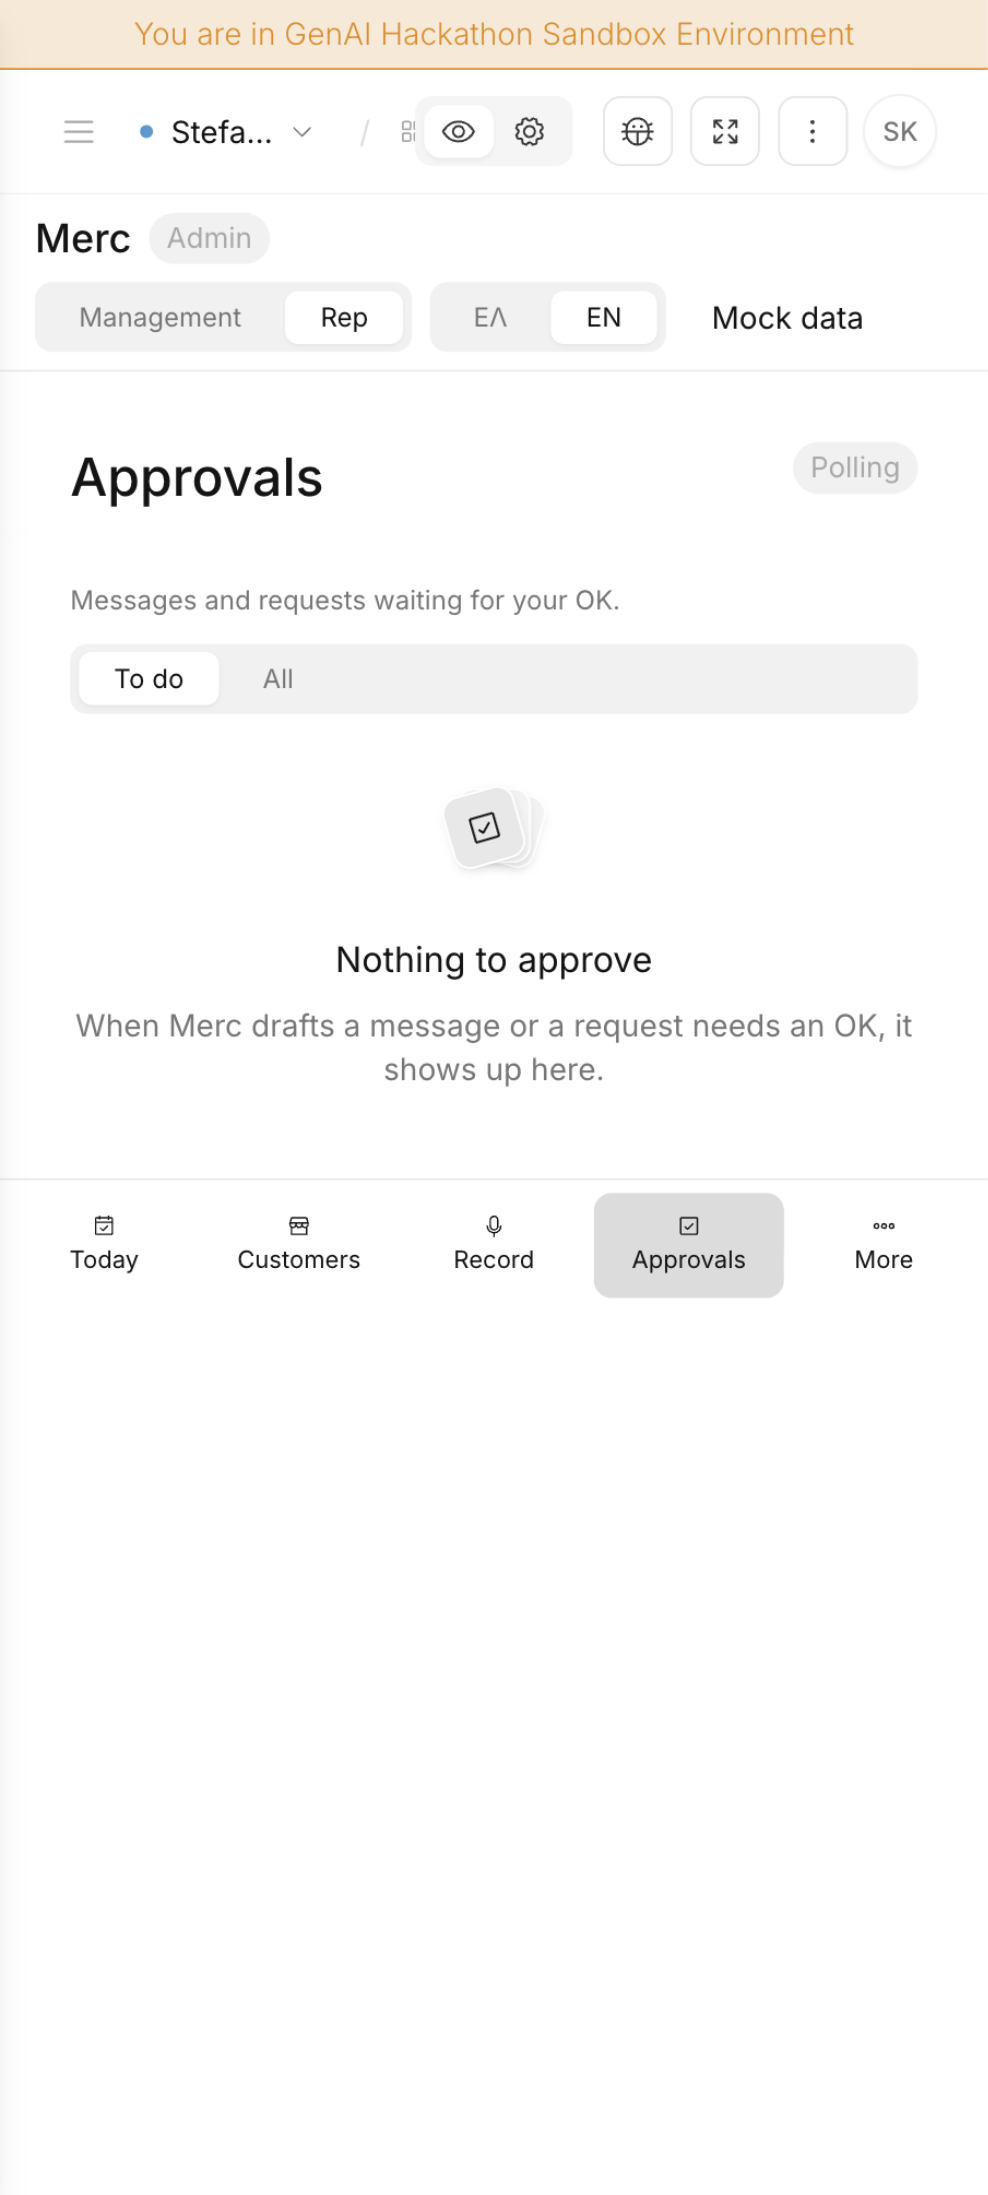 You are in GenAI Hackathon Sandbox Environment
Stefa... /
SK
Merc Admin
Management Rep ΕΛ EN Mock data
Approvals Polling
Messages and requests waiting for your OK.
To do All
Nothing to approve
When Merc drafts a message or a request needs an OK, it
shows up here.
Today Customers Record Approvals More